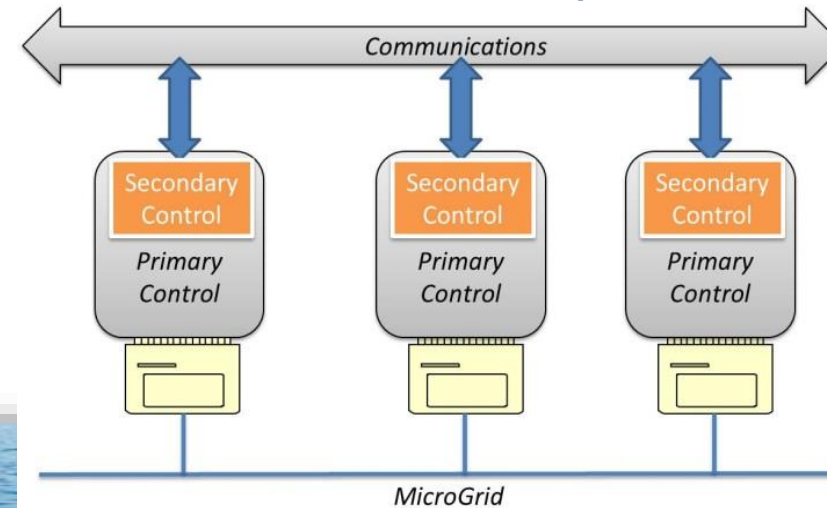 Communications
Secondary Control
Primary Control
Secondary Control
Primary Control
Secondary Control
Primary Control
MicroGrid